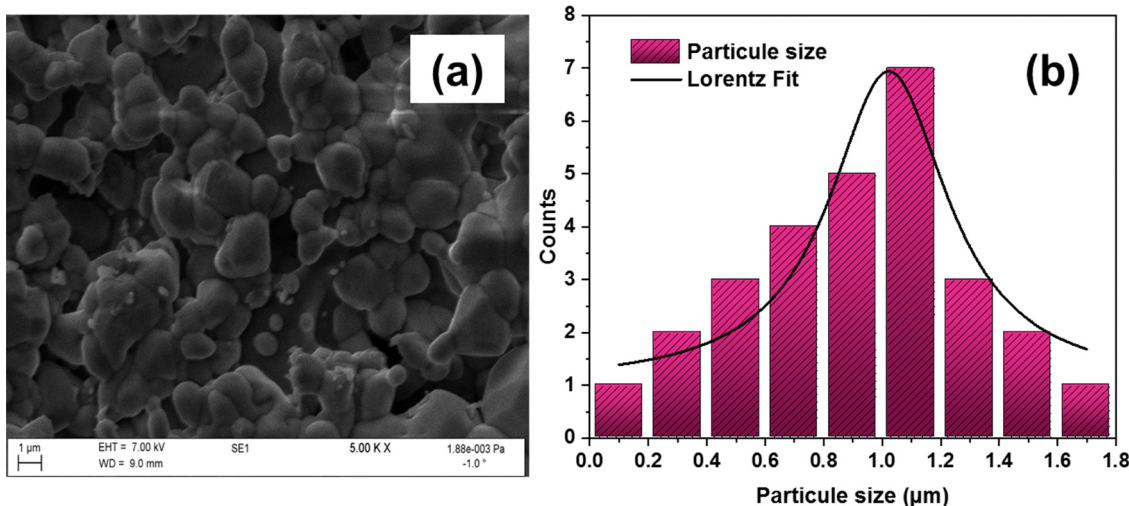 (a)
1 µm
EHT = 7.00 kV
SE1
5.00 K X
1.88e-003 Pa
WD = 9.0 mm
-1.0 °
(b)
Particule size
Lorentz Fit
Counts
8
7
6
5
4
3
2
1
0
0.0 0.2 0.4 0.6 0.8 1.0 1.2 1.4 1.6 1.8
Particule size (µm)